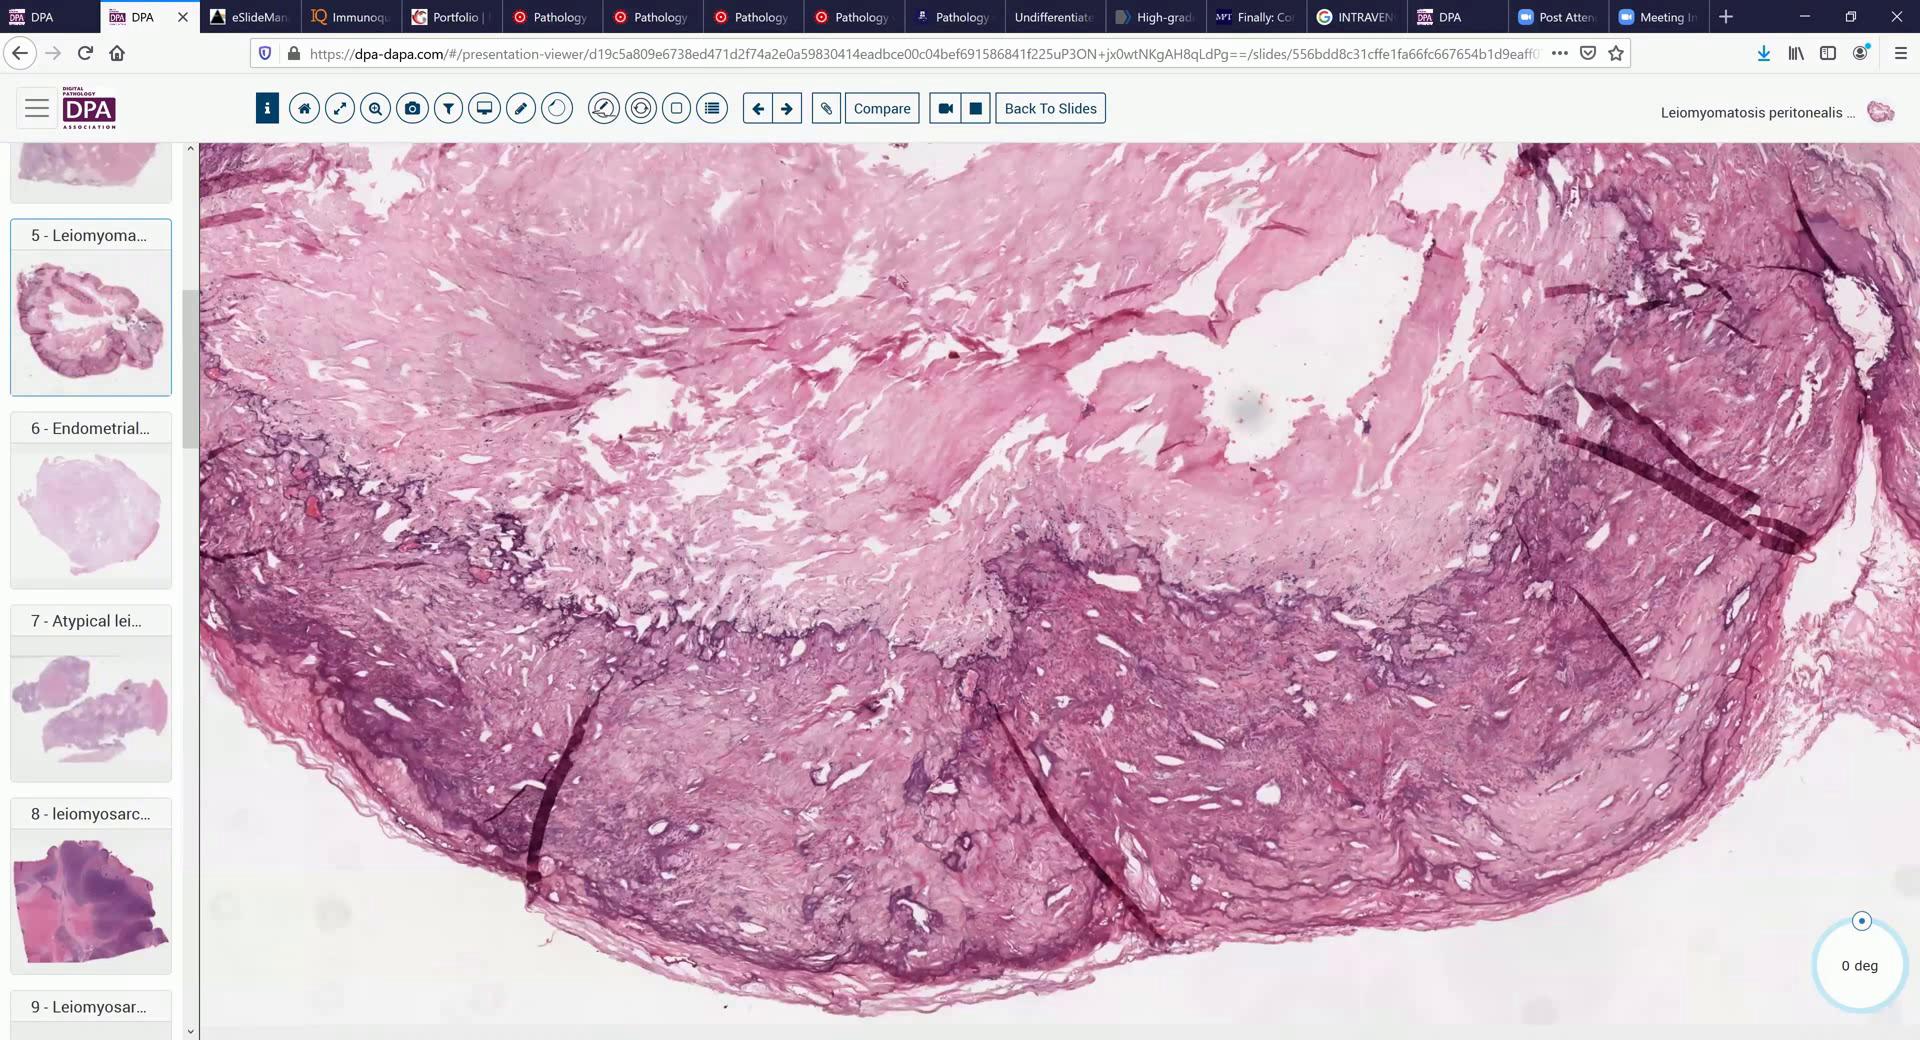 DPA
DPA
eSlideMan
Immunoqu
Portfolio |
Pathology
Pathology
Pathology
Pathology
Pathology
Undifferentiate
High-grad
Finally: Co
INTRAVEN
DPA
Post Atten
Meeting In
https://dpa-dapa.com/#/presentation-viewer/d19c5a809e6738ed471d2f74a2e0a59830414eadbce00c04bef691586841f225uP3ON+jx0wtNKgAH8qLdPg==/slides/556bdd8c31cffe1fa66fc667654b1d9eaff0
DIGITAL
PATHOLOGY
DPA
ASSOCIATION
Compare
Back To Slides
Leiomyomatosis peritonealis ...
5 - Leiomyoma...
6 - Endometrial...
7 - Atypical lei...
8 - leiomyosarc...
9 - Leiomyosar...
0 deg